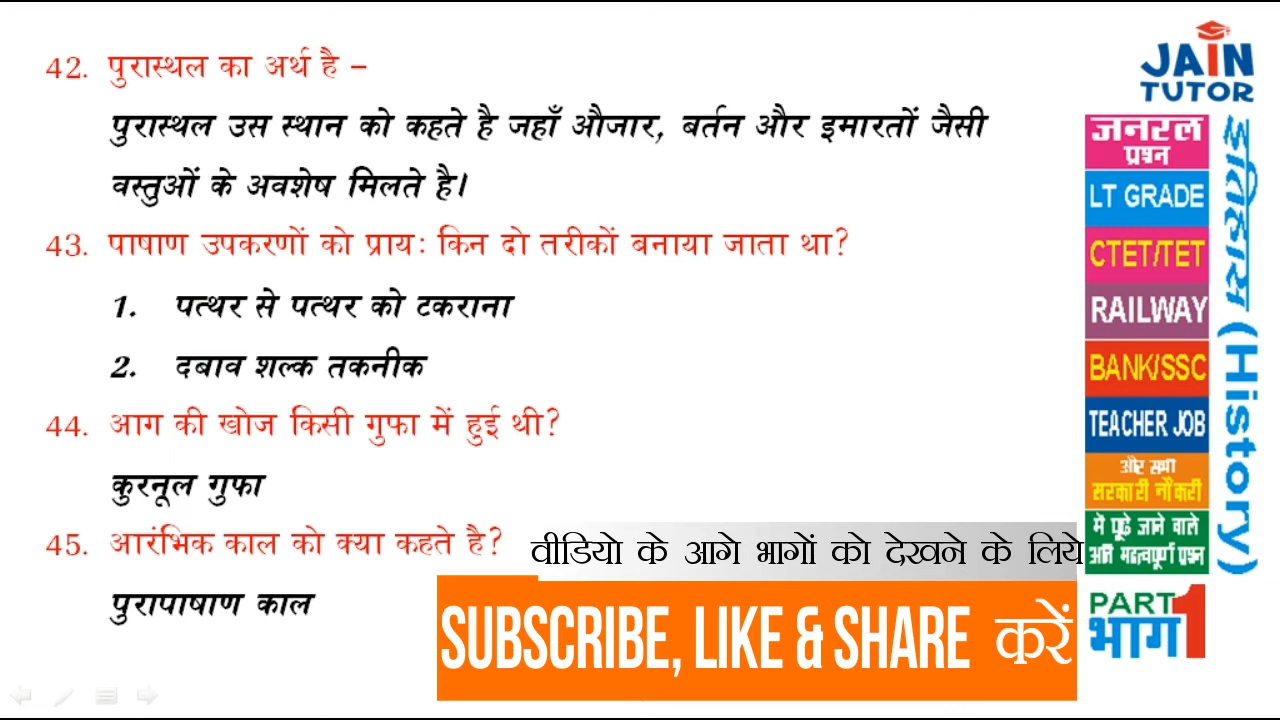 42. पुरास्थल का अर्थ है –
पुरास्थल उस स्थान को कहते है जहाँ औजार, बर्तन और इमारतों जैसी
वस्तुओं के अवशेष मिलते है।
43. पाषाण उपकरणों को प्रायः किन दो तरीकों बनाया जाता था?
1. पत्थर से पत्थर को टकराना
2. दबाव शल्क तकनीक
44. आग की खोज किसी गुफा में हुई थी?
कुरनूल गुफा
45. आरंभिक काल को क्या कहते है?
पुरापाषाण काल
वीडियो के आगे भागों को देखने के लिये
SUBSCRIBE, LIKE & SHARE करें
JAIN
TUTOR
जनरल
प्रश्न
LT GRADE
CTET/TET
RAILWAY
BANK/SSC
TEACHER JOB
और सभी
सरकारी नौकरी
में पूछे जाने वाले
अति महत्वपूर्ण प्रश्न
इतिहास (History)
PART 1
भाग